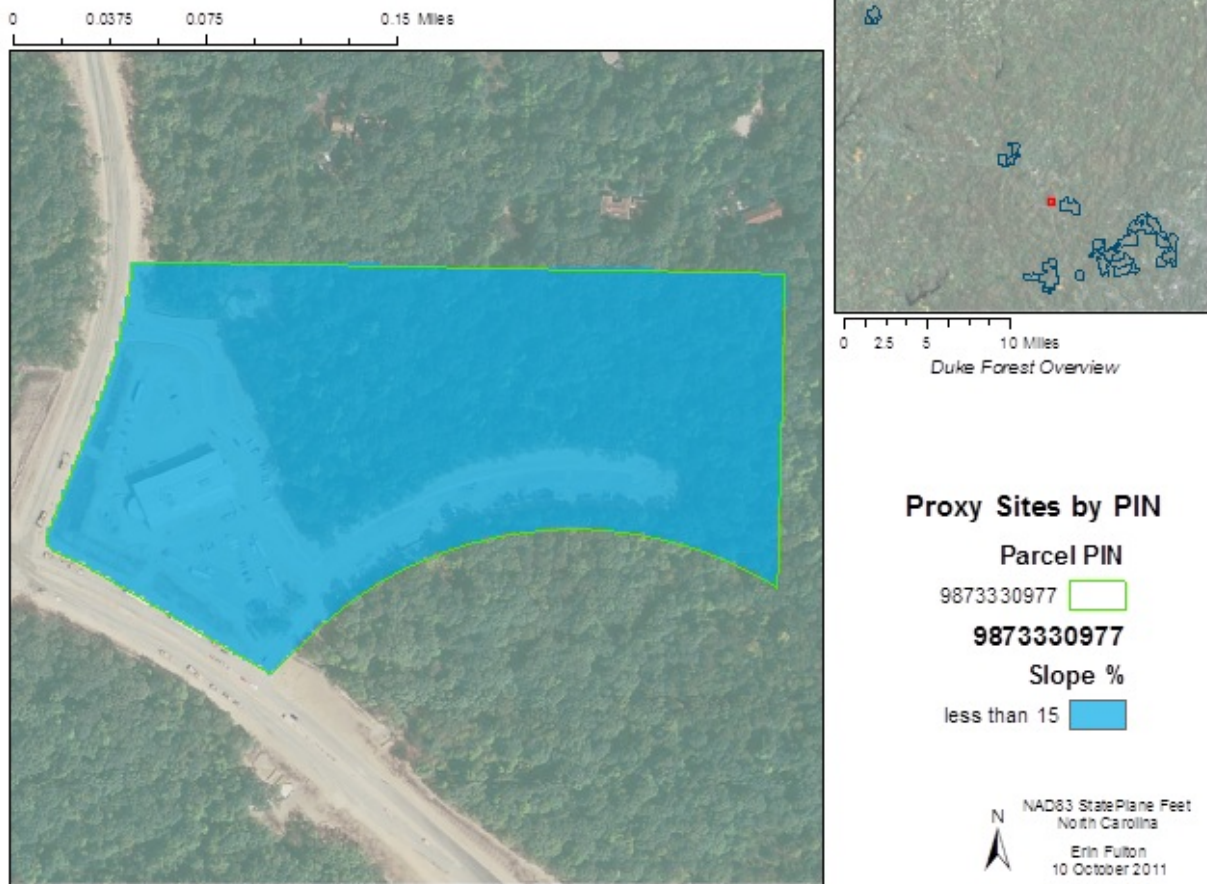 0 0.0375 0.075 0.15 Miles
0 2.5 5 10 Miles
Duke Forest Overview
Proxy Sites by PIN
Parcel PIN
9873330977
9873330977
Slope %
less than 15
N
NAD83 StatePlane Feet
North Carolina
Erin Fulton
10 October 2011